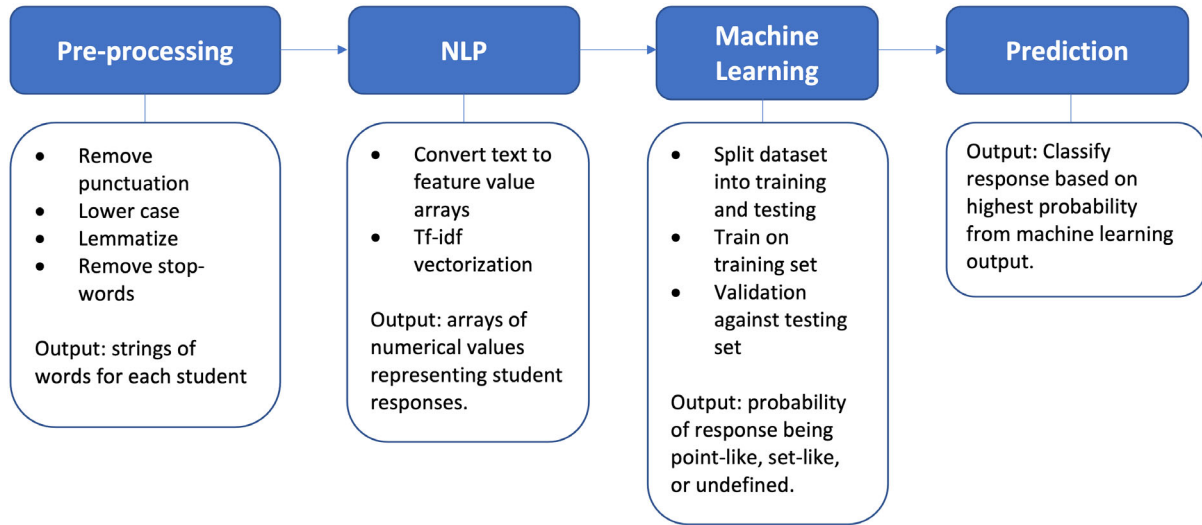 Pre-processing
• Remove
punctuation
• Lower case
• Lemmatize
• Remove stop-
words
Output: strings of
words for each student
NLP
• Convert text to
feature value
arrays
• Tf-idf
vectorization
Output: arrays of
numerical values
representing student
responses.
Machine
Learning
• Split dataset
into training
and testing
• Train on
training set
• Validation
against testing
set
Output: probability
of response being
point-like, set-like,
or undefined.
Prediction
Output: Classify
response based on
highest probability
from machine learning
output.